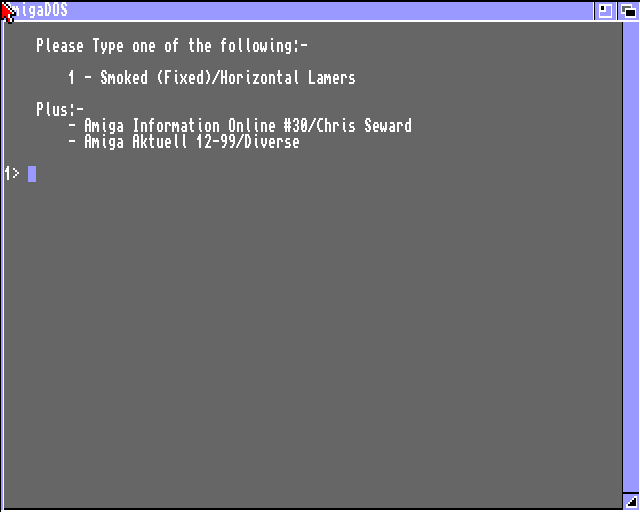 AmigaDOS
Please Type one of the following:-
1 - Smoked (Fixed)/Horizontal Lamers
Plus:-
- Amiga Information Online #30/Chris Seward
- Amiga Aktuell 12-99/Diverse
1>